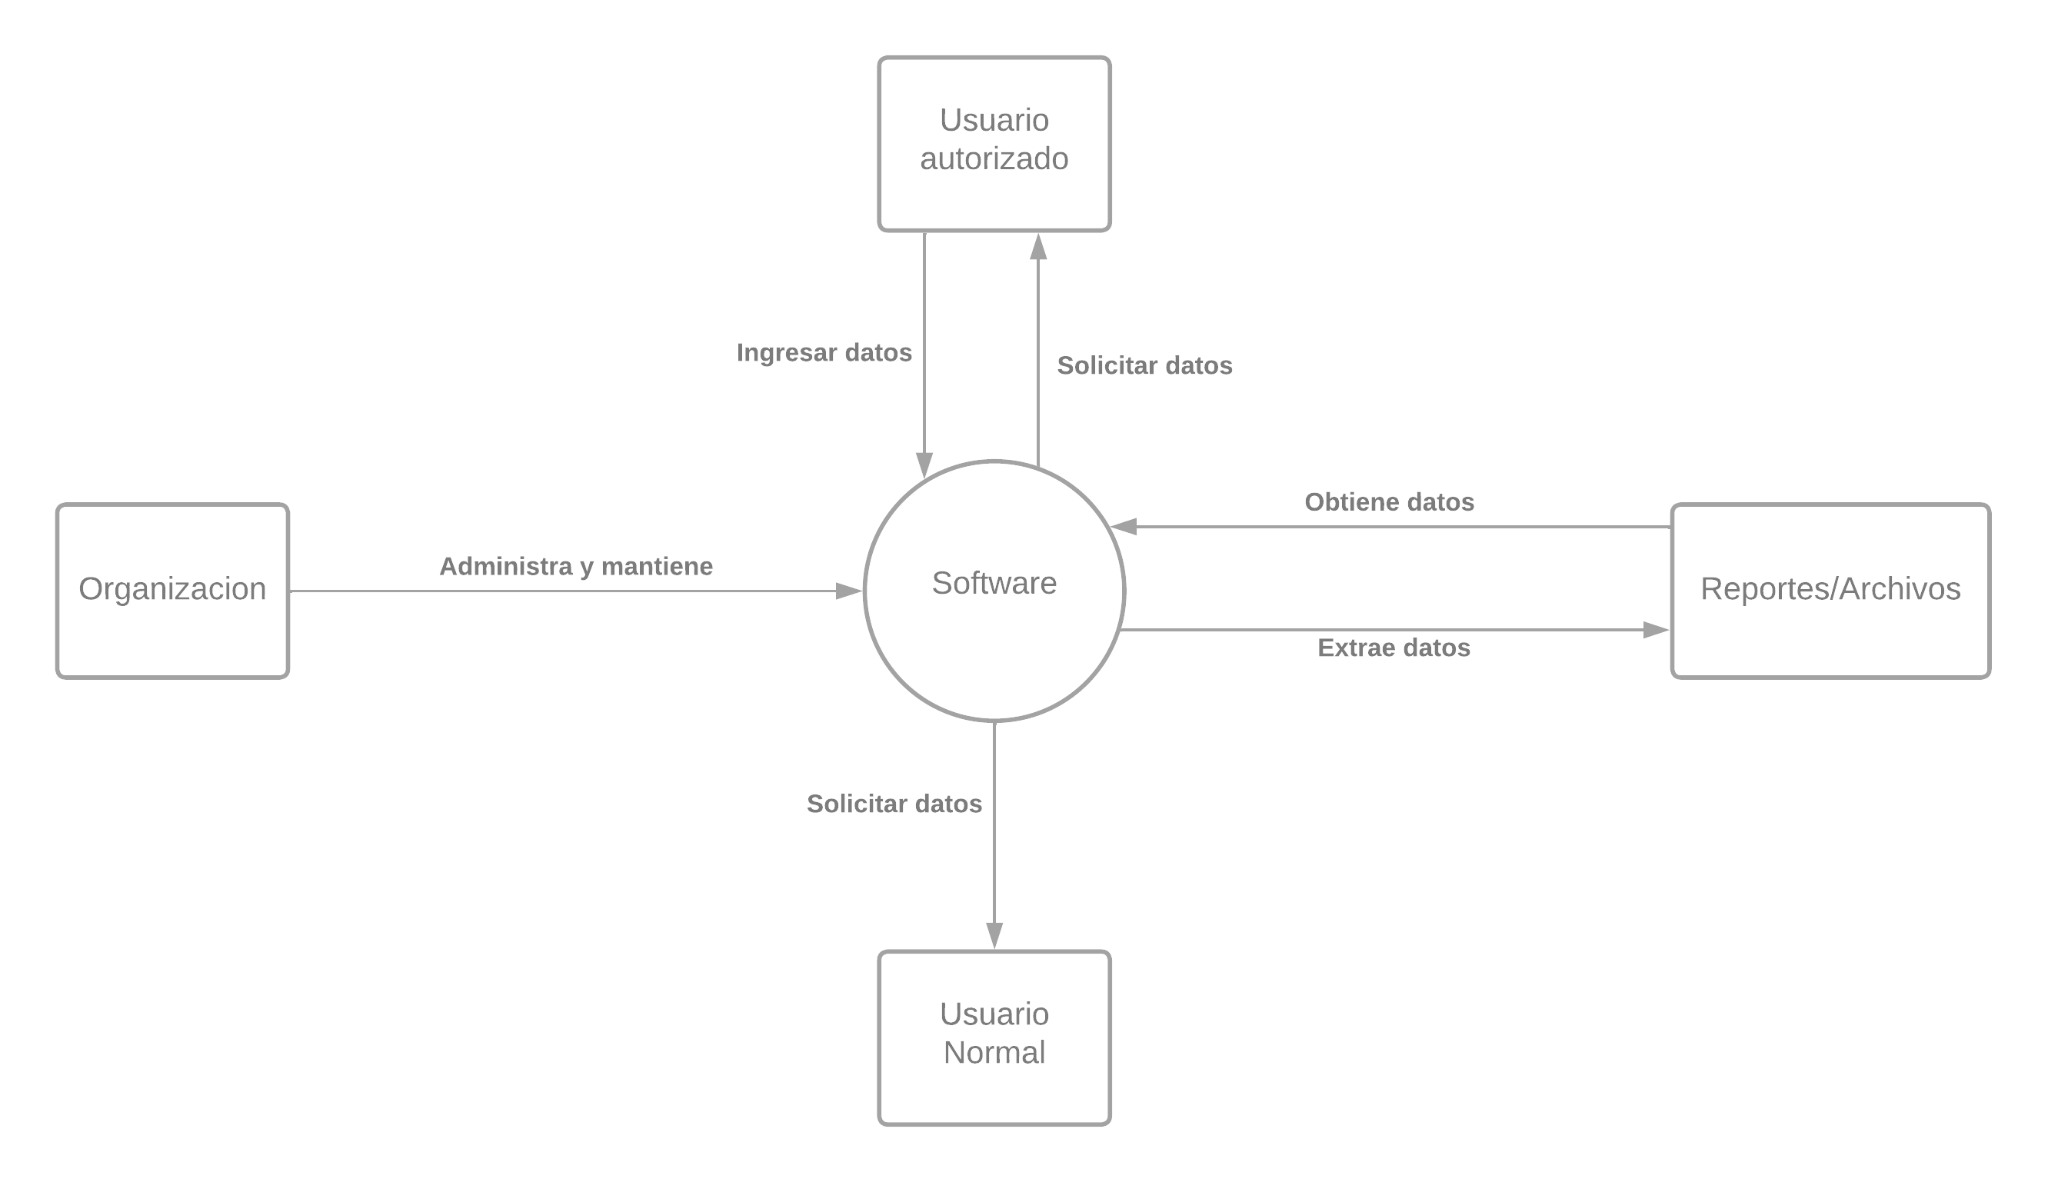 Usuario
autorizado
Ingresar datos
Solicitar datos
Obtiene datos
Administra y mantiene
Organizacion
Software
Reportes/Archivos
Extrae datos
Solicitar datos
Usuario
Normal